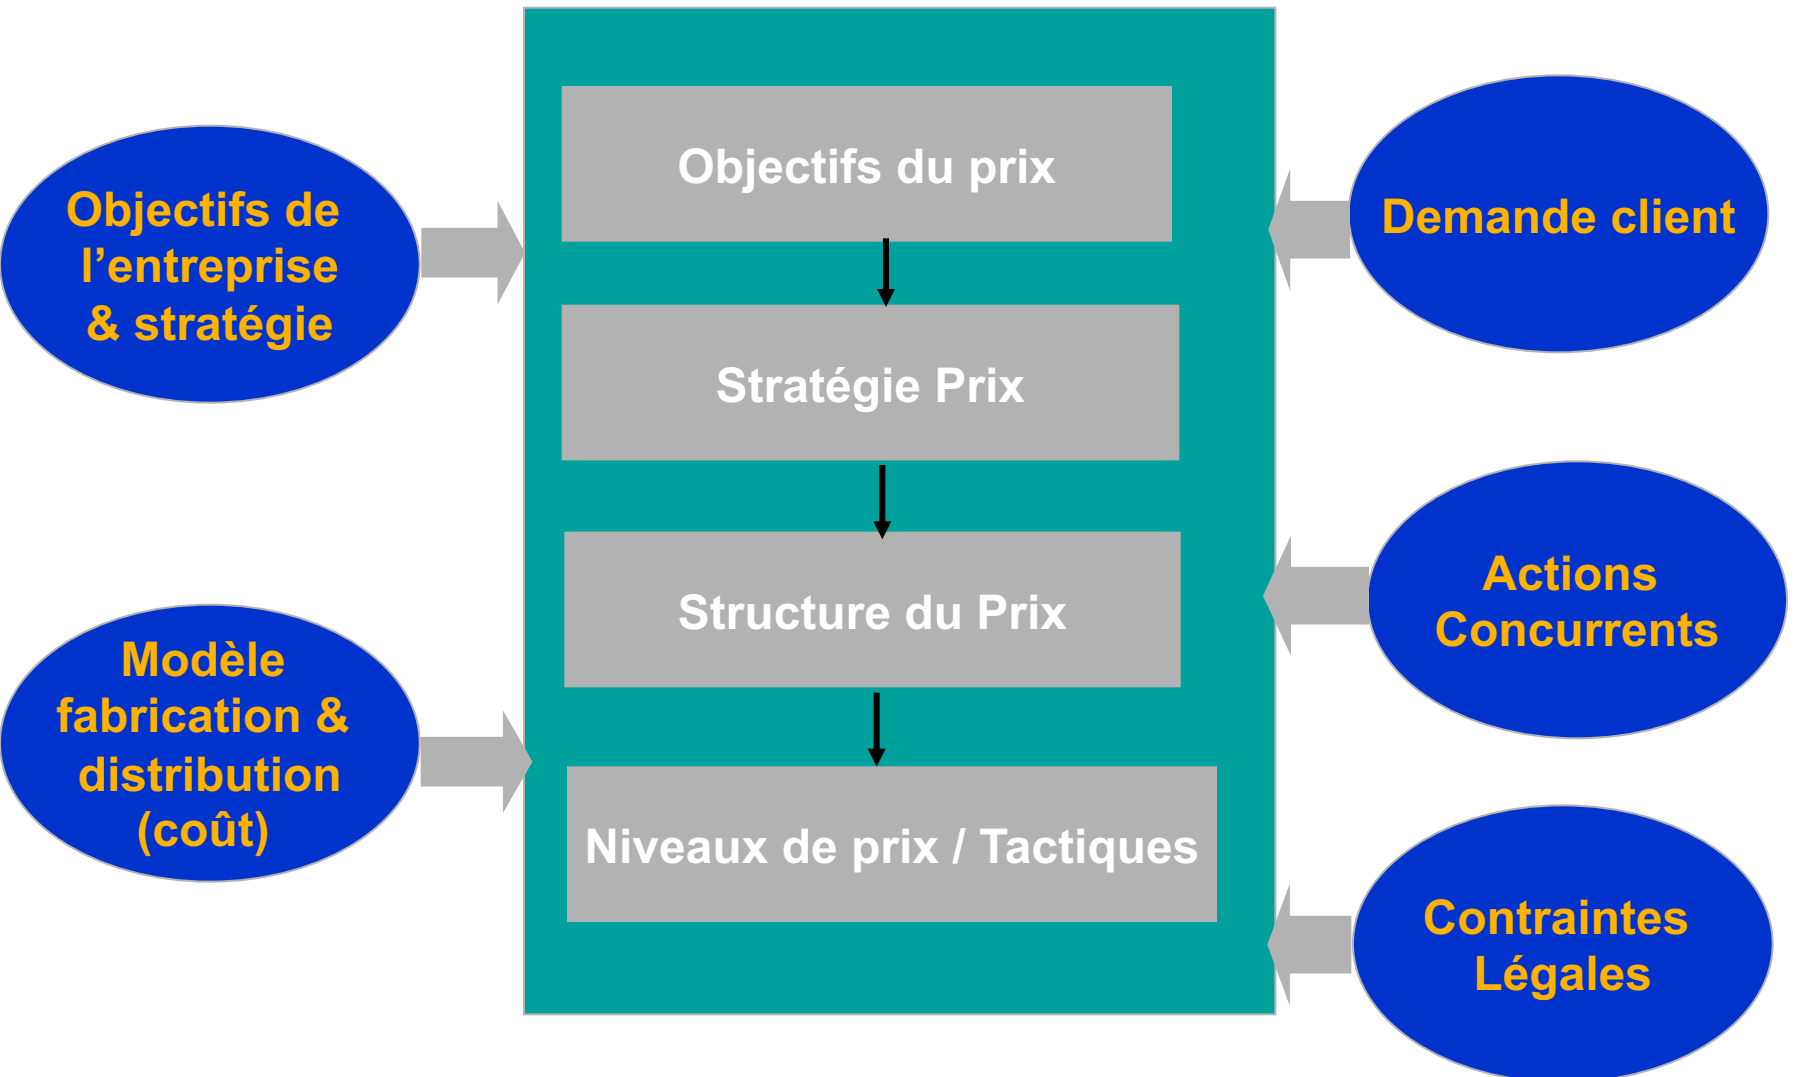 Objectifs de
l’entreprise
& stratégie
Modèle
fabrication &
distribution
(coût)
Objectifs du prix
Stratégie Prix
Structure du Prix
Niveaux de prix / Tactiques
Demande client
Actions
Concurrents
Contraintes
Légales